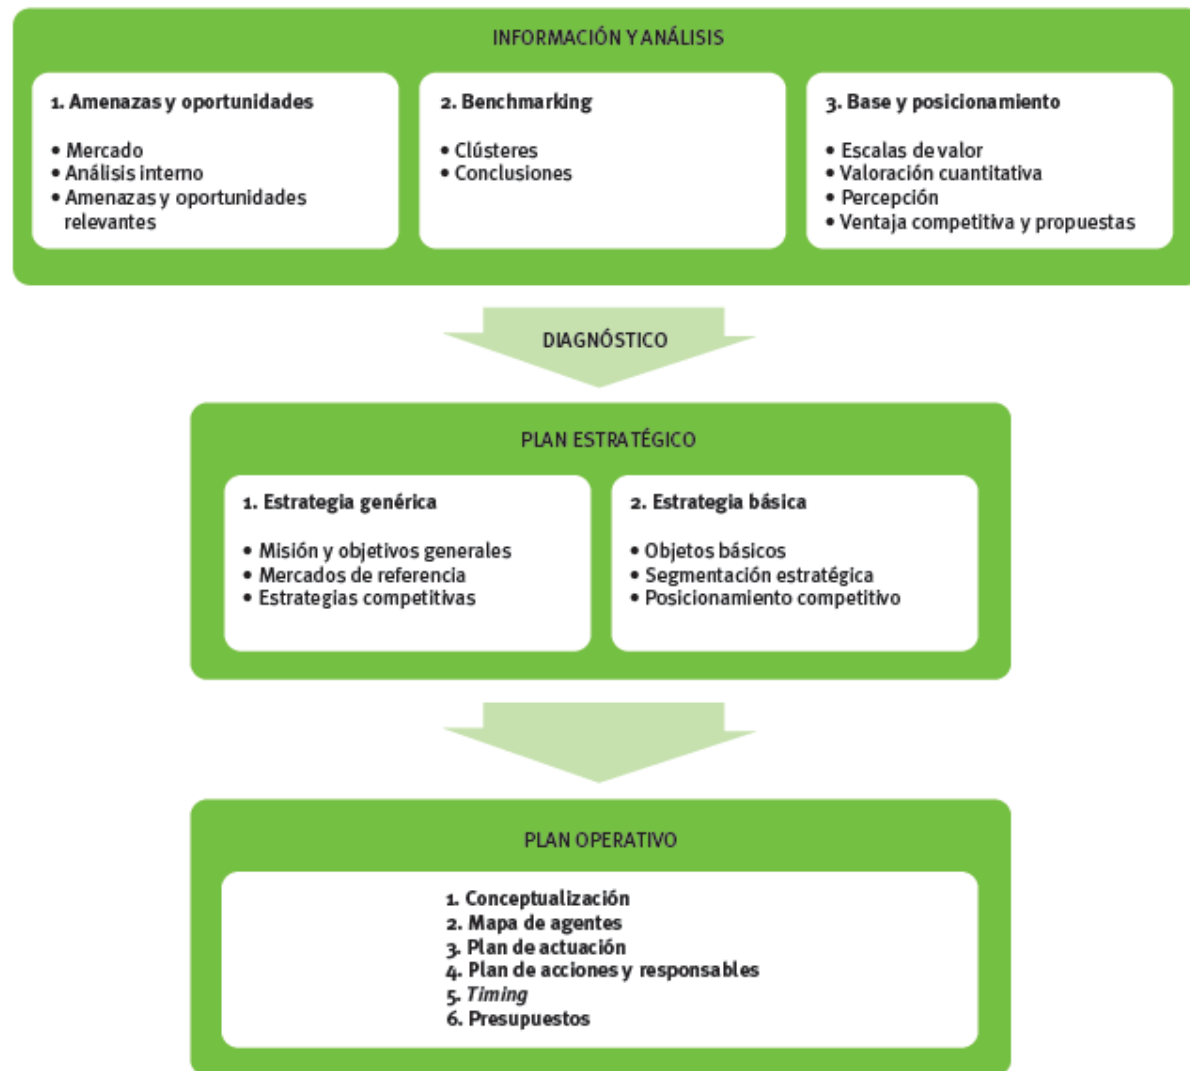 INFORMACIÓN Y ANÁLISIS
1. Amenazas y oportunidades
• Mercado
• Análisis interno
• Amenazas y oportunidades
relevantes
2. Benchmarking
• Clústeres
• Conclusiones
3. Base y posicionamiento
• Escalas de valor
• Valoración cuantitativa
• Percepción
• Ventaja competitiva y propuestas
DIAGNÓSTICO
PLAN ESTRATÉGICO
1. Estrategia genérica
• Misión y objetivos generales
• Mercados de referencia
• Estrategias competitivas
2. Estrategia básica
• Objetos básicos
• Segmentación estratégica
• Posicionamiento competitivo
PLAN OPERATIVO
1. Conceptualización
2. Mapa de agentes
3. Plan de actuación
4. Plan de acciones y responsables
5. Timing
6. Presupuestos